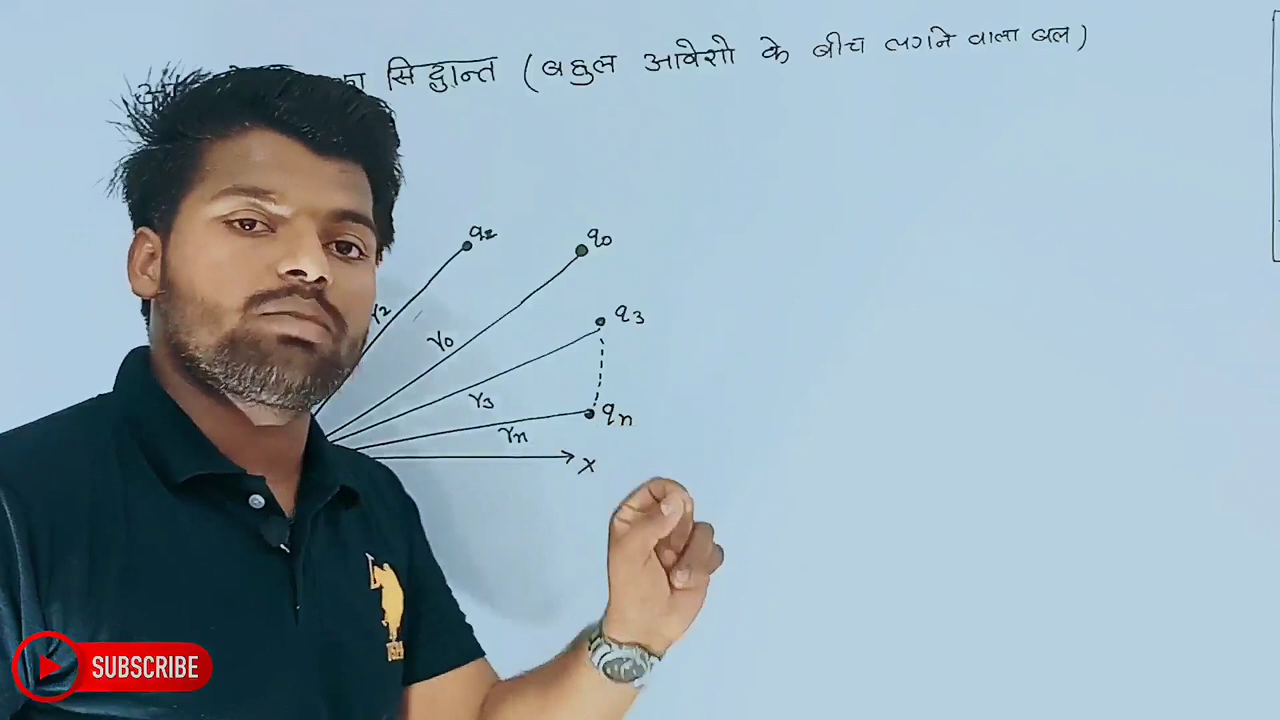 का सिद्धान्त (बहुल आवेशो के बीच लगने वाला बल)
q2
q0
q3
r2
r0
r3
qn
rn
x
SUBSCRIBE